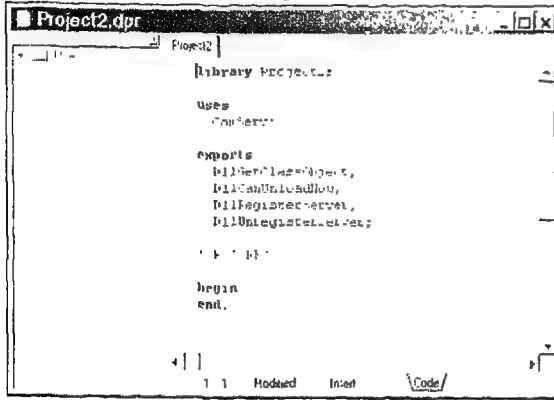 Project2.dpr
Project2
library Project2;
uses
ComServ;
exports
DllGetClassObject,
DllCanUnloadNow,
DllRegisterServer,
DllUnregisterServer;
begin
end.
1 1 Modified Insert Code